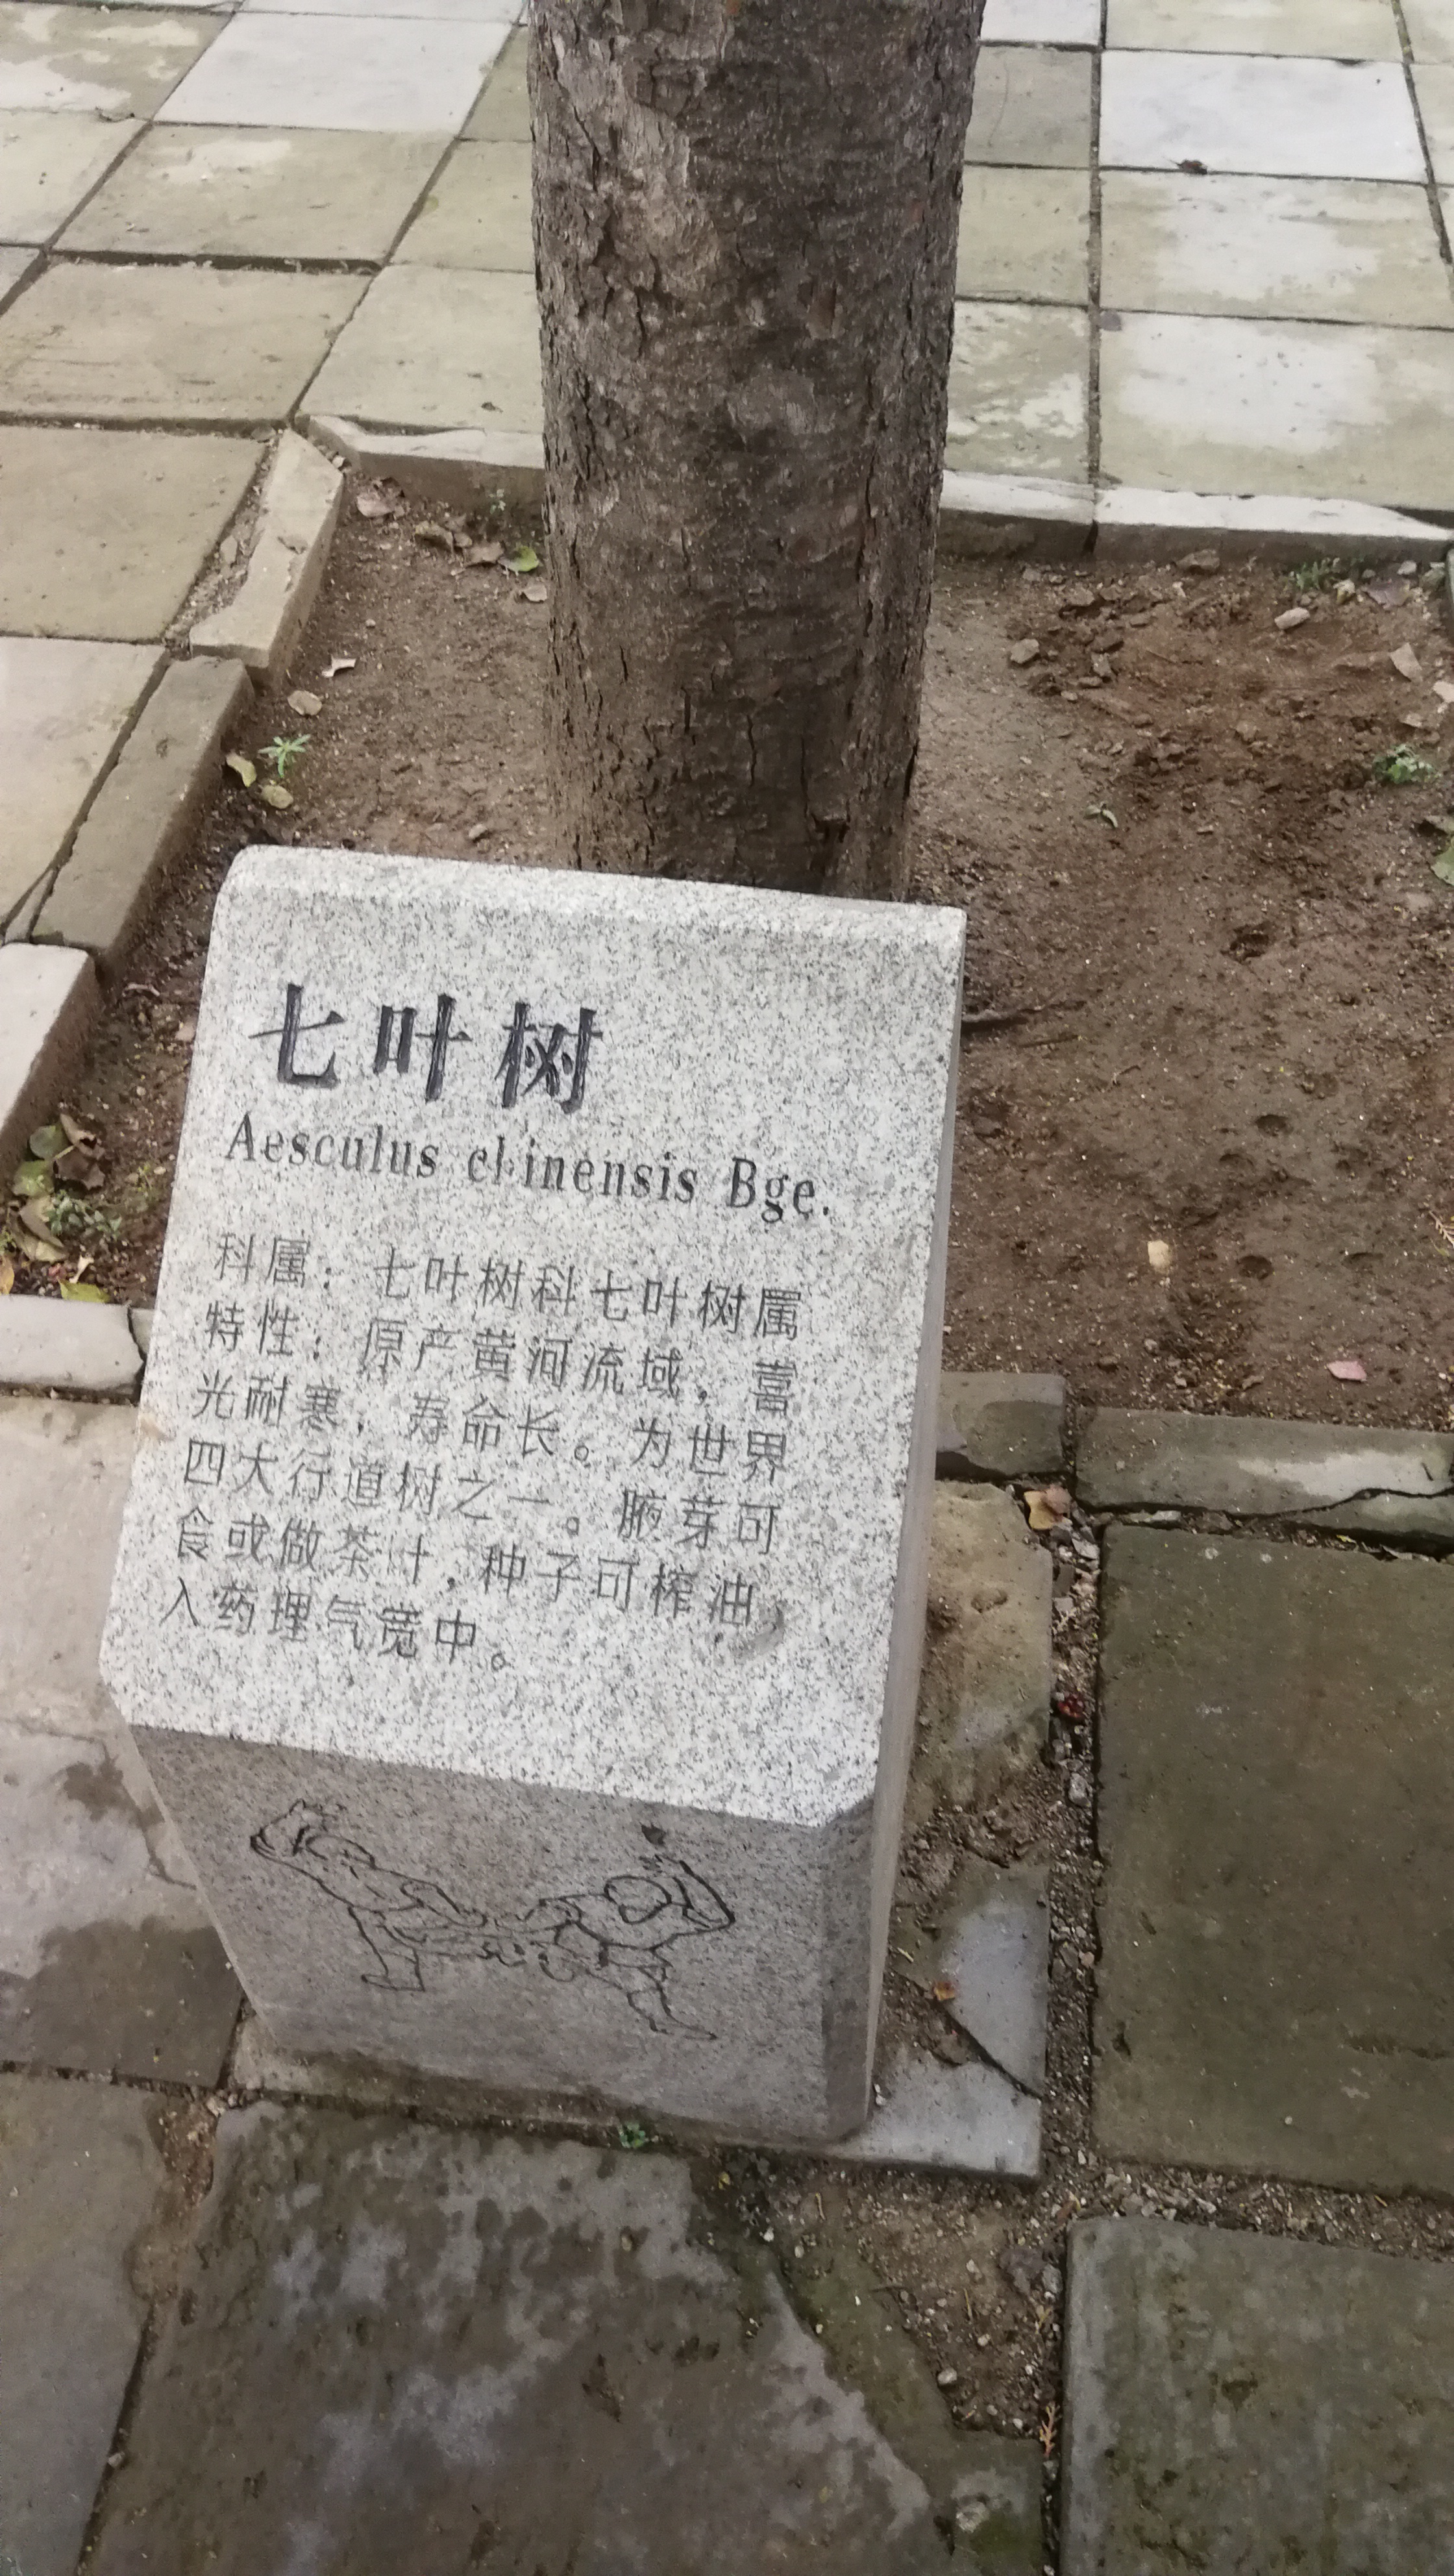 七叶树
Aesculus chinensis Bge.
科属：七叶树科七叶树属
特性：原产黄河流域，喜
光耐寒，寿命长。为世界
四大行道树之一。腋芽可
食或做茶叶，种子可榨油，
入药理气宽中。